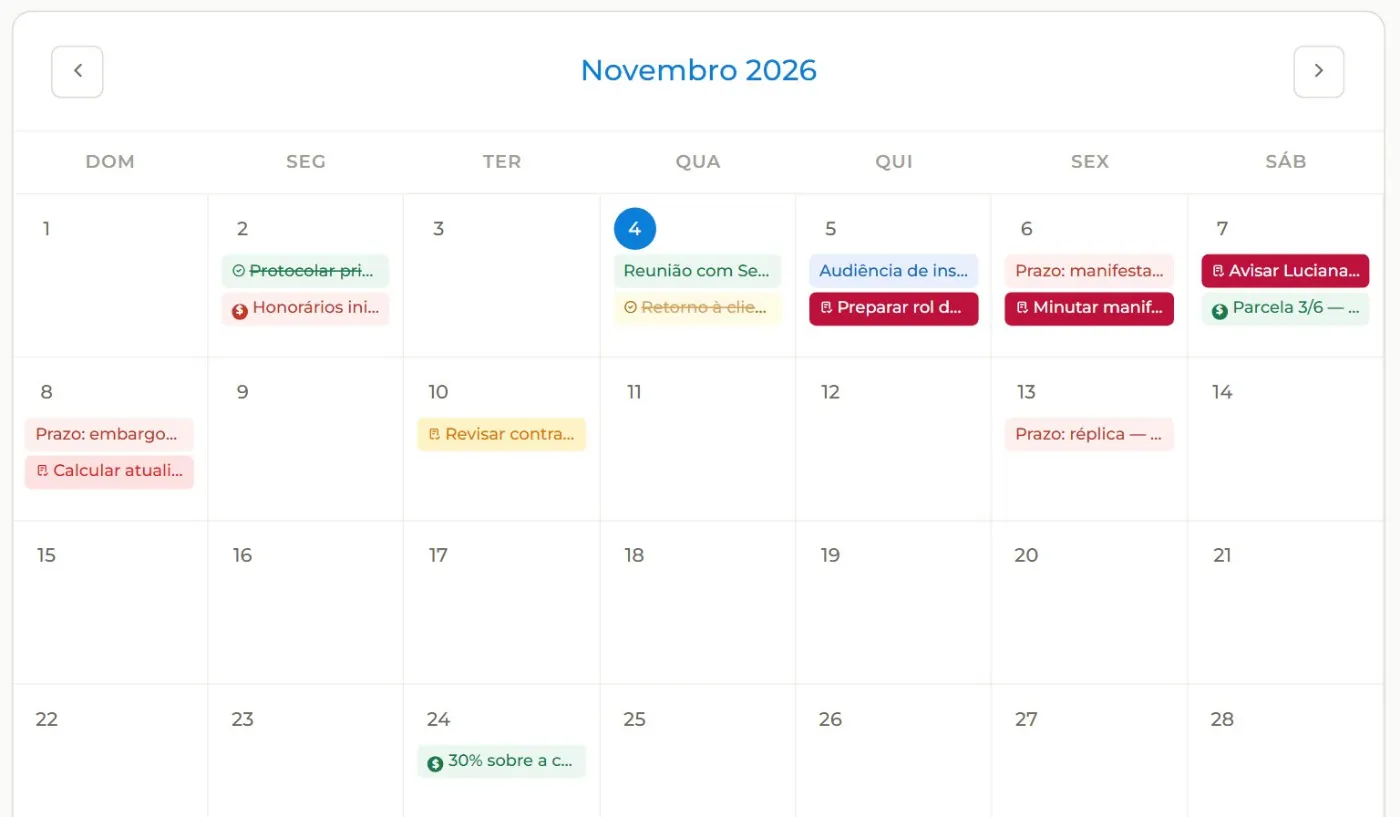 Novembro 2026
DOM SEG TER QUA QUI SEX SÁB
1 2 3 4 5 6 7
Protocolar pri... Reunião com Se... Audiência de ins... Prazo: manifesta... Avisar Luciana...
Honorários ini... Retorno à clie... Preparar rol d... Minutar manif... Parcela 3/6 — ...
8 9 10 11 12 13 14
Prazo: embargo... Revisar contra... Prazo: réplica — ...
Calcular atuali...
15 16 17 18 19 20 21
22 23 24 25 26 27 28
30% sobre a c...